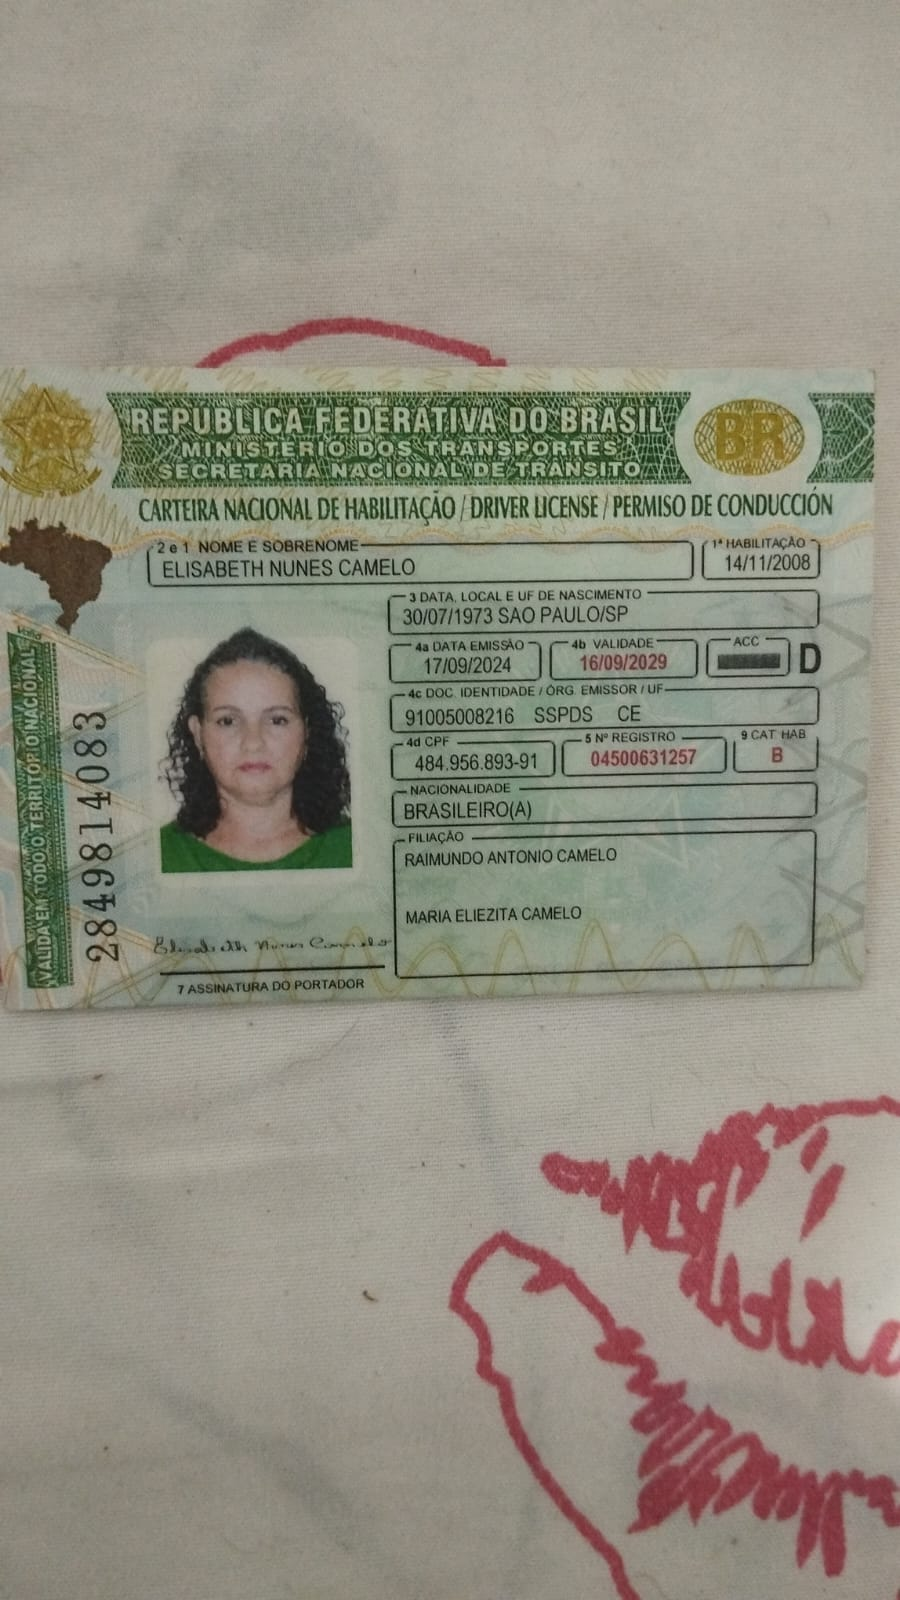 REPÚBLICA FEDERATIVA DO BRASIL
MINISTÉRIO DOS TRANSPORTES
SECRETARIA NACIONAL DE TRÂNSITO
BR
CARTEIRA NACIONAL DE HABILITAÇÃO / DRIVER LICENSE / PERMISO DE CONDUCCIÓN
2 e 1 NOME E SOBRENOME
ELISABETH NUNES CAMELO
1ª HABILITAÇÃO
14/11/2008
3 DATA, LOCAL E UF DE NASCIMENTO
30/07/1973 SAO PAULO/SP
4a DATA EMISSÃO
17/09/2024
4b VALIDADE
16/09/2029
ACC
D
4c DOC. IDENTIDADE / ÓRG. EMISSOR / UF
91005008216 SSPDS CE
4d CPF
484.956.893-91
5 Nº REGISTRO
04500631257
9 CAT HAB
B
NACIONALIDADE
BRASILEIRO(A)
FILIAÇÃO
RAIMUNDO ANTONIO CAMELO
MARIA ELIEZITA CAMELO
Elisabeth Nunes Camelo
7 ASSINATURA DO PORTADOR
VÁLIDA EM TODO O TERRITÓRIO NACIONAL
2849814083